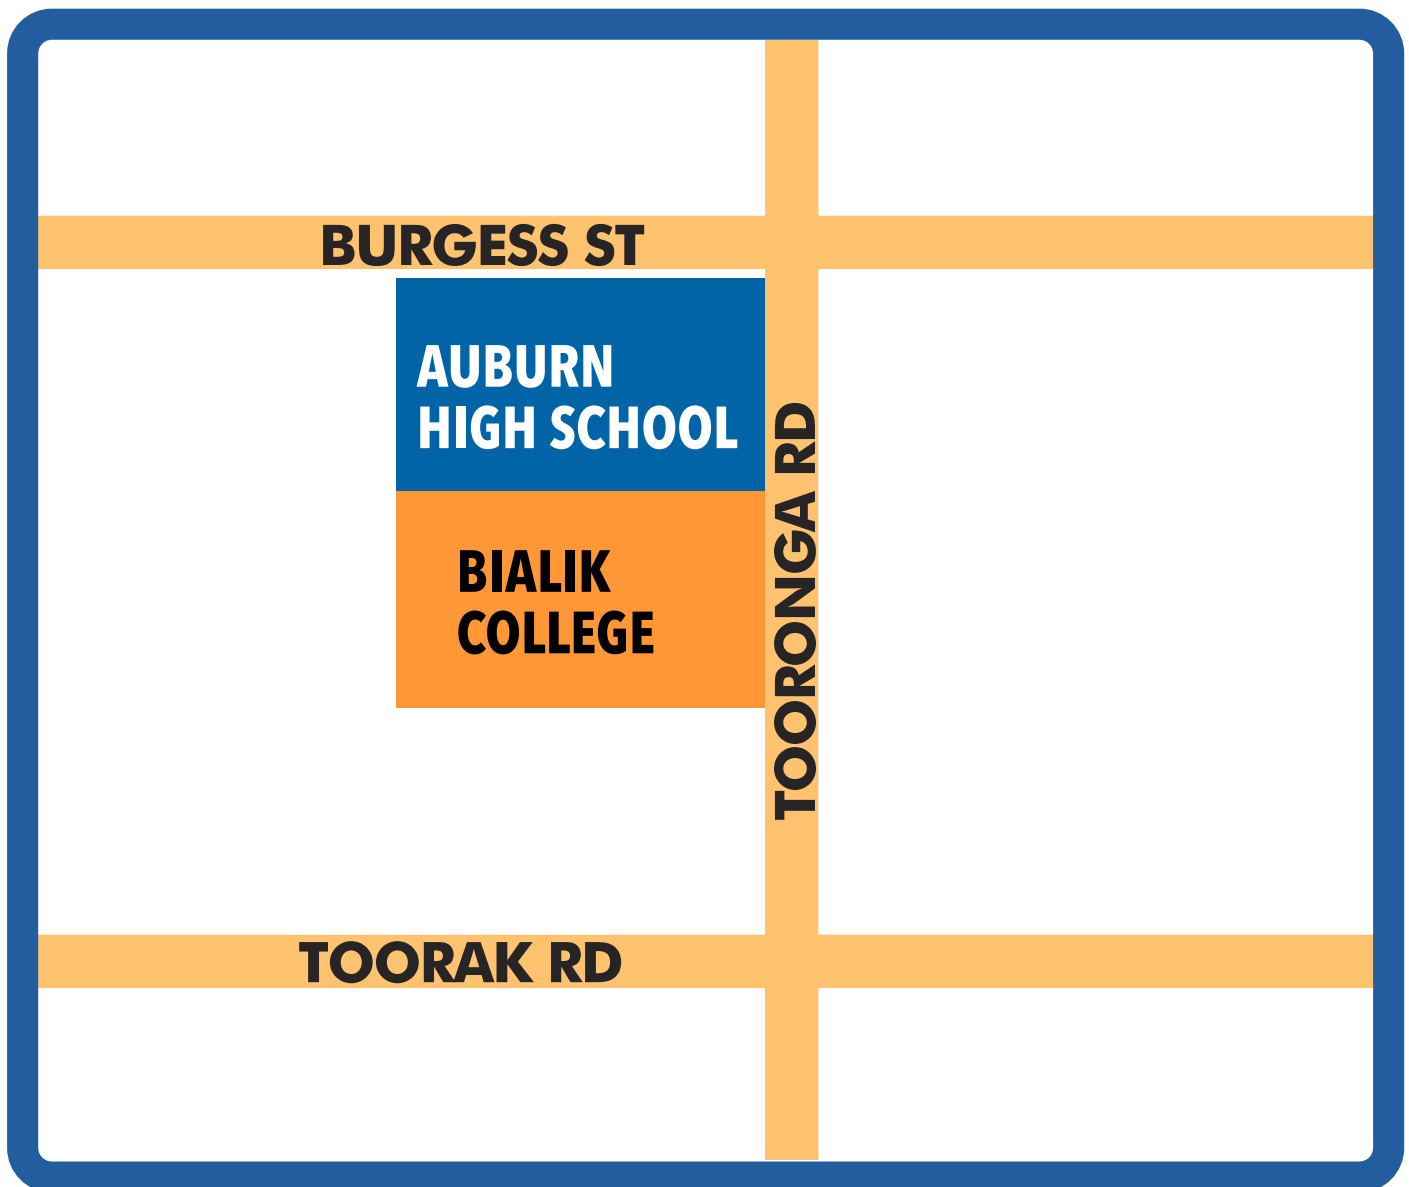 BURGESS ST
AUBURN
HIGH SCHOOL
BIALIK
COLLEGE
TOORONGA RD
TOORAK RD